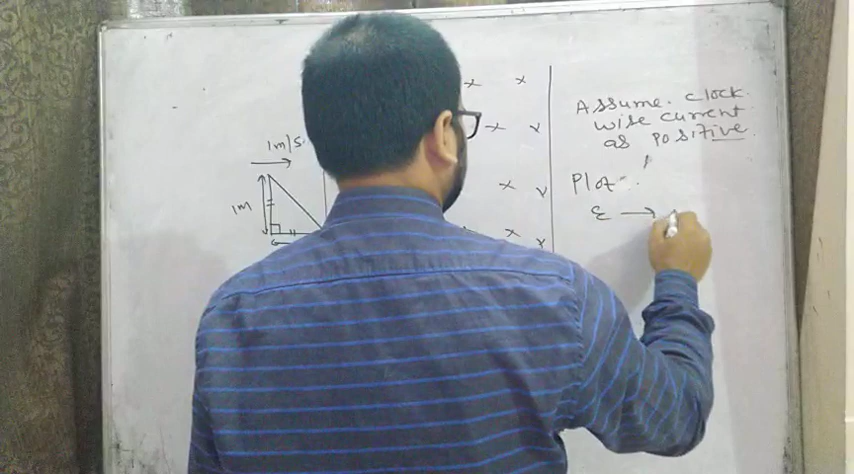 1m/s
1m
Assume. clock
wise current
as positive.
Plot:
ε →